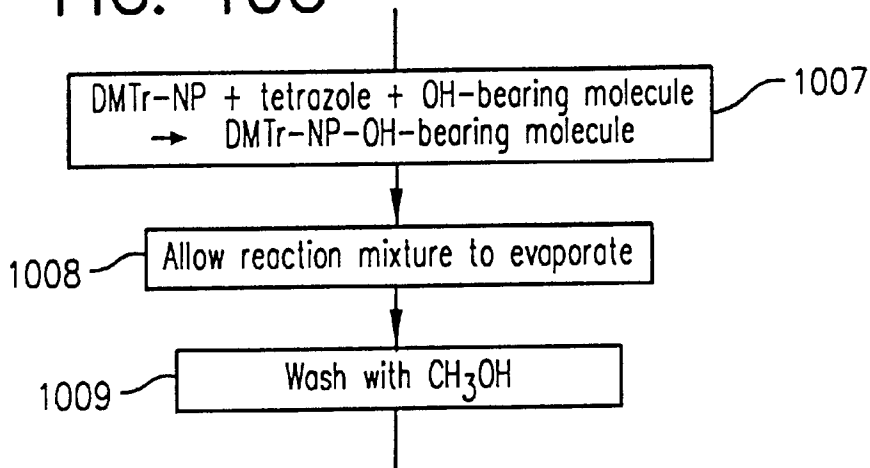 FIG. 10C
DMTr-NP + tetrazole + OH-bearing molecule
→ DMTr-NP-OH-bearing molecule
1007
Allow reaction mixture to evaporate
1008
Wash with CH₃OH
1009